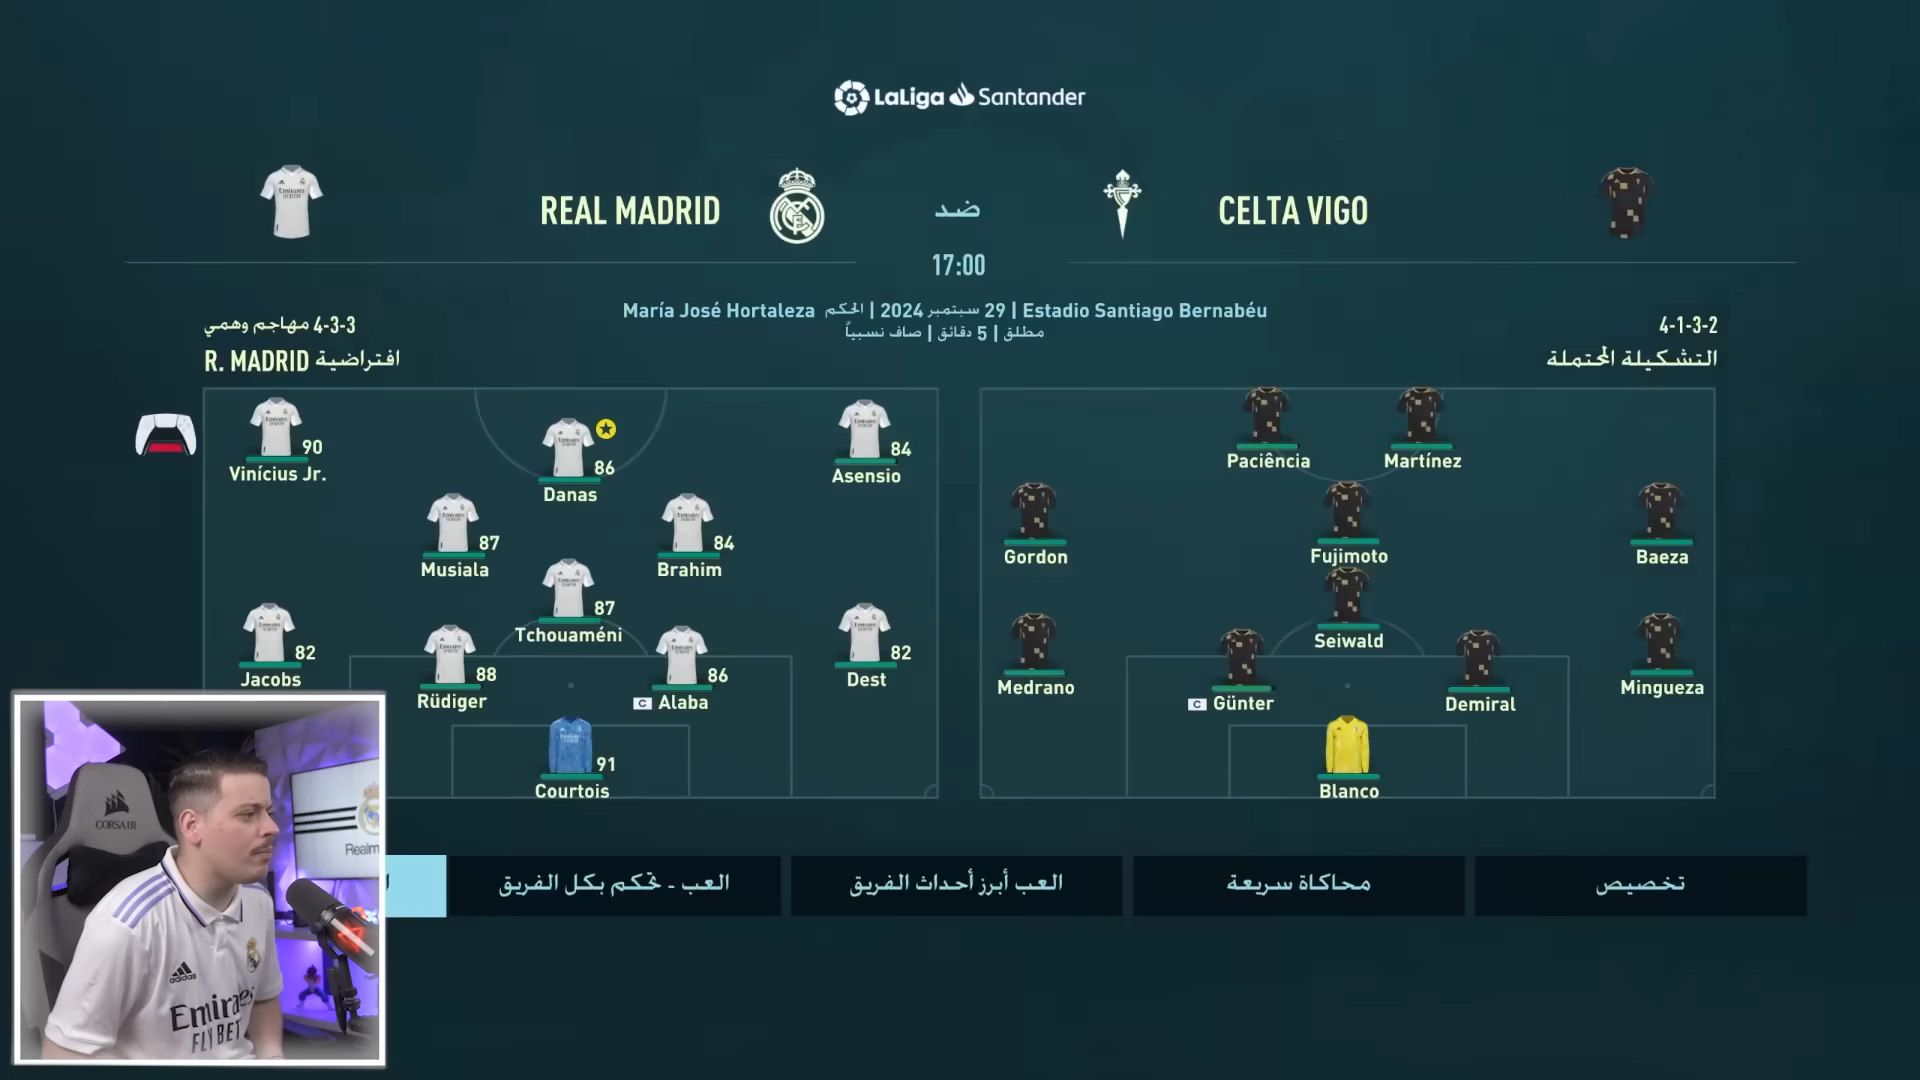 LaLiga Santander
REAL MADRID
ضد
CELTA VIGO
17:00
María José Hortaleza الحكم | 29 سبتمبر 2024 | Estadio Santiago Bernabéu
مطلق | 5 دقائق | صاف نسبياً
4-3-3 مهاجم وهمي
R. MADRID افتراضية
4-1-3-2
التشكيلة المحتملة
90
Vinícius Jr.
86
Danas
84
Asensio
87
Musiala
84
Brahim
87
Tchouaméni
82
Jacobs
88
Rüdiger
86
C Alaba
82
Dest
91
Courtois
Paciência
Martínez
Gordon
Fujimoto
Baeza
Seiwald
Medrano
C Günter
Demiral
Mingueza
Blanco
العب - تحكم بكل الفريق
العب أبرز أحداث الفريق
محاكاة سريعة
تخصيص
CORSAIR
Realm
adidas
Emirates
FLY BET